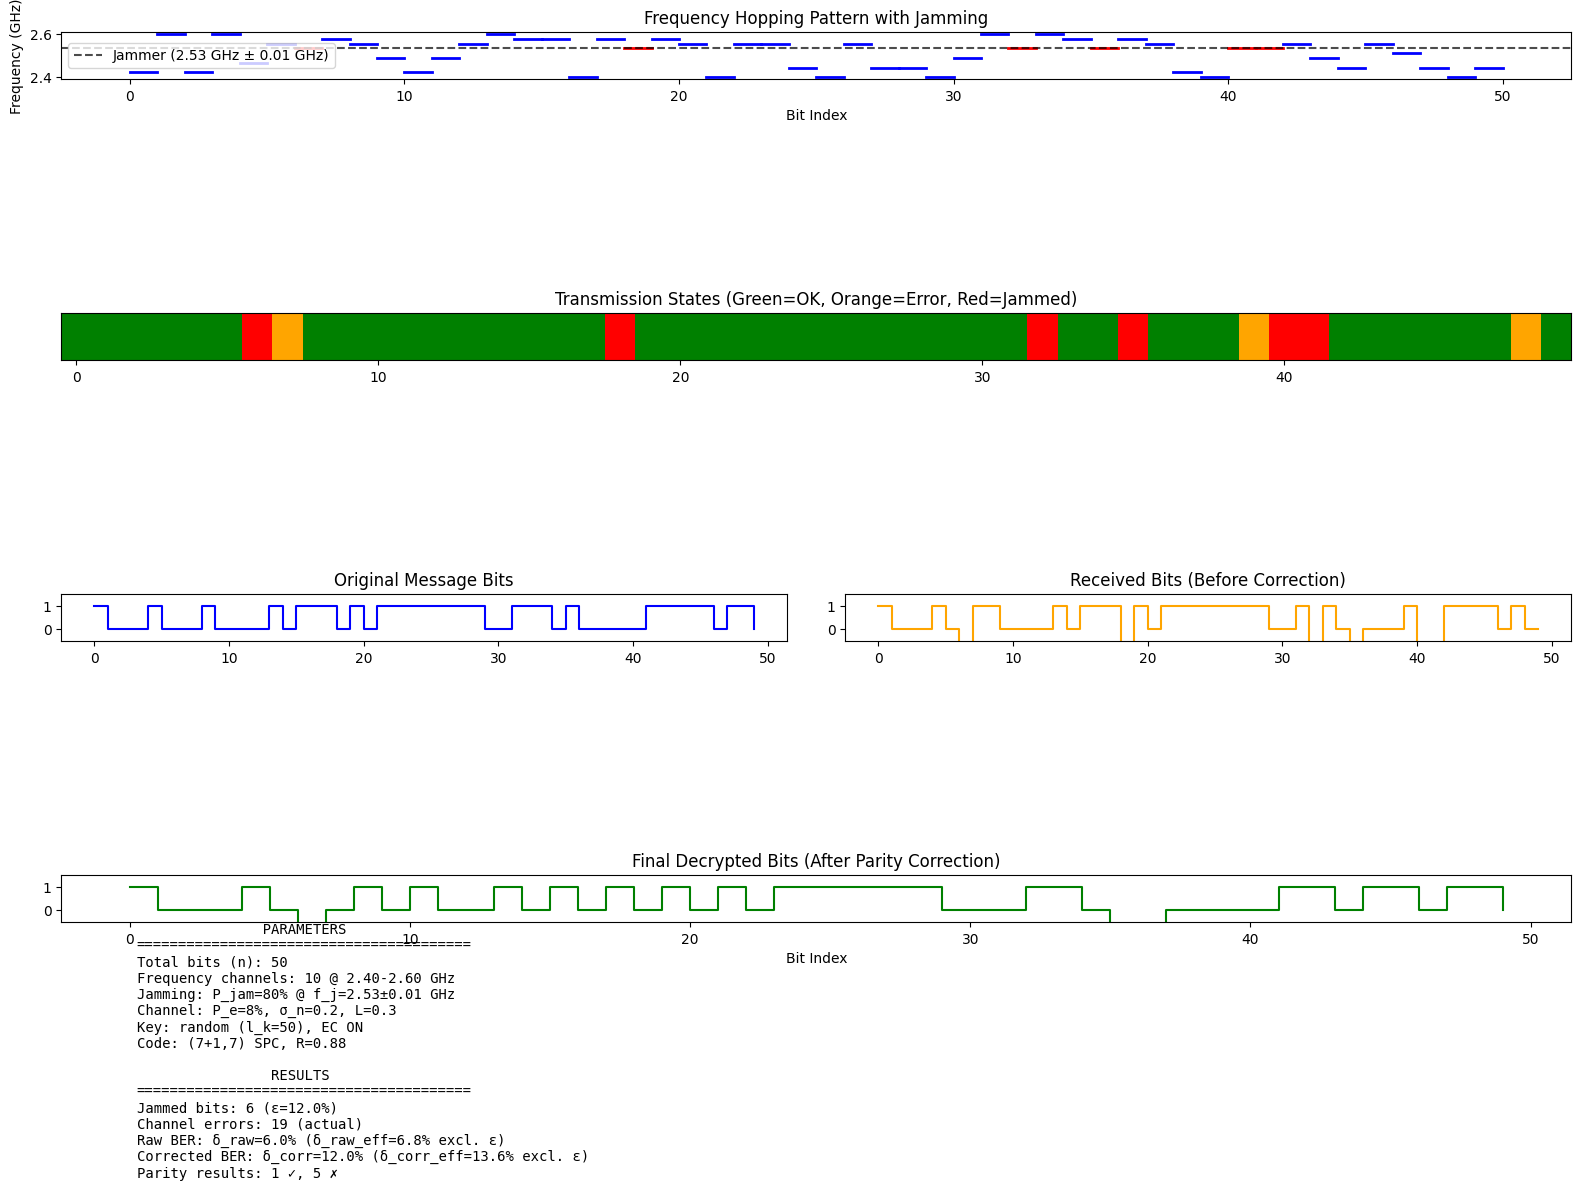 Frequency Hopping Pattern with Jamming
Frequency (GHz)
2.6
2.4
Jammer (2.53 GHz ± 0.01 GHz)
0 10 20 30 40 50
Bit Index
Transmission States (Green=OK, Orange=Error, Red=Jammed)
0 10 20 30 40
Original Message Bits
1
0
0 10 20 30 40 50
Received Bits (Before Correction)
1
0
0 10 20 30 40 50
Final Decrypted Bits (After Parity Correction)
1
0
0 10 20 30 40 50
Bit Index
PARAMETERS
========================================
Total bits (n): 50
Frequency channels: 10 @ 2.40-2.60 GHz
Jamming: P_jam=80% @ f_j=2.53±0.01 GHz
Channel: P_e=8%, σ_n=0.2, L=0.3
Key: random (l_k=50), EC ON
Code: (7+1,7) SPC, R=0.88
RESULTS
========================================
Jammed bits: 6 (ε=12.0%)
Channel errors: 19 (actual)
Raw BER: δ_raw=6.0% (δ_raw_eff=6.8% excl. ε)
Corrected BER: δ_corr=12.0% (δ_corr_eff=13.6% excl. ε)
Parity results: 1 ✓, 5 ✗